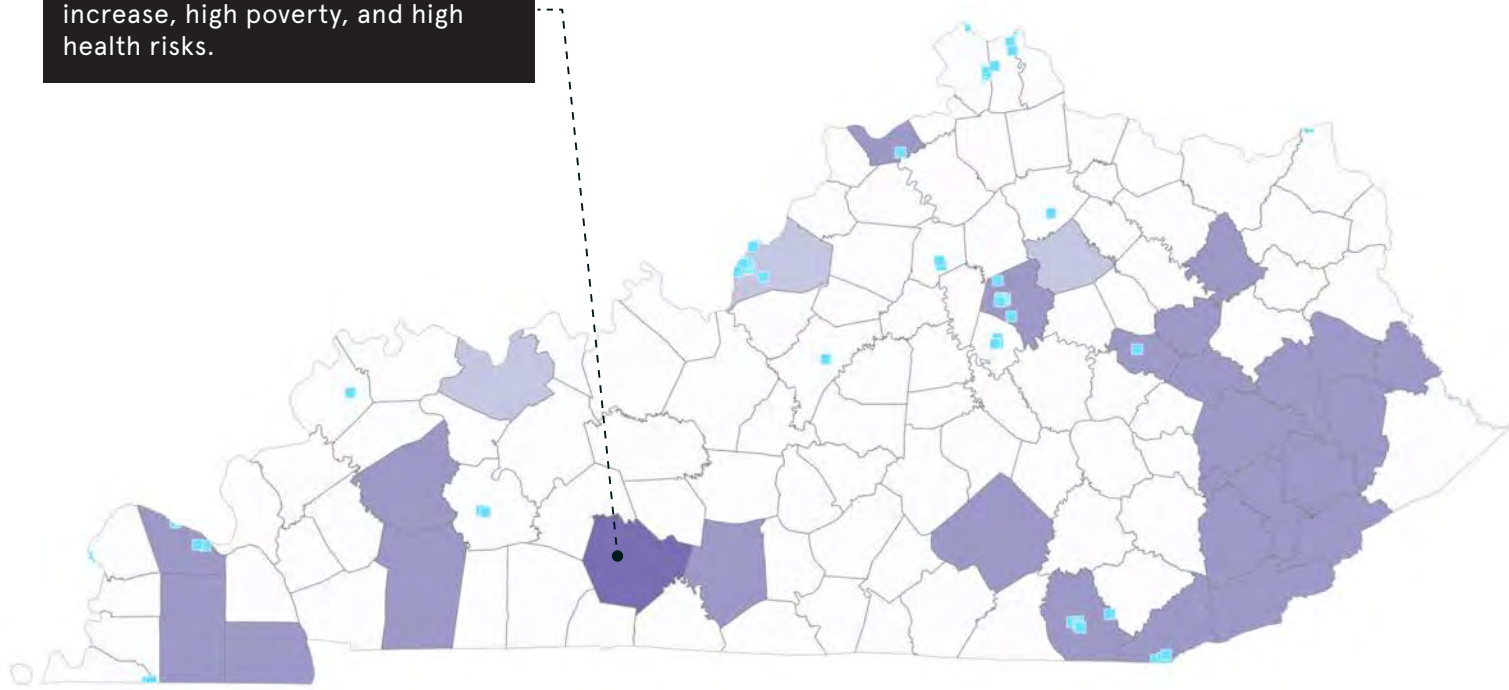 increase, high poverty, and high
health risks.